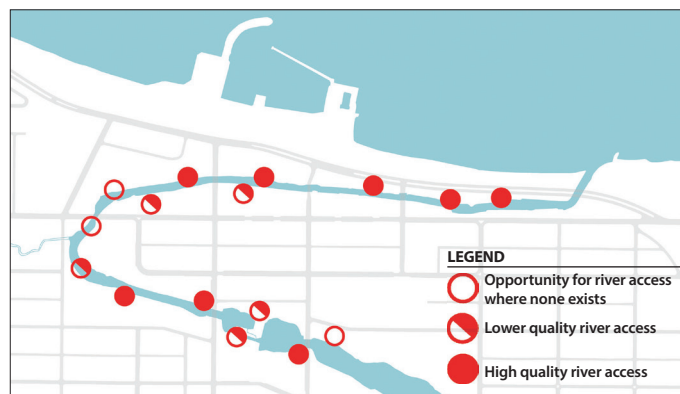 LEGEND
Opportunity for river access
where none exists
Lower quality river access
High quality river access